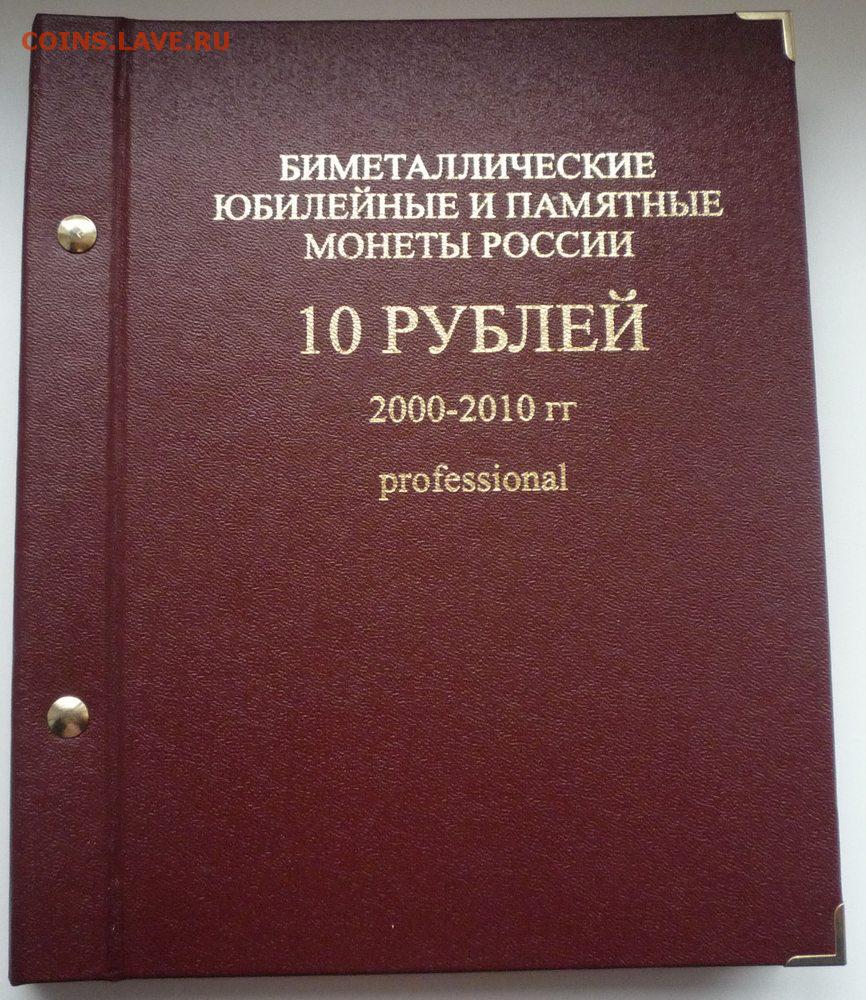 COINS.LAVE.RU
БИМЕТАЛЛИЧЕСКИЕ
ЮБИЛЕЙНЫЕ И ПАМЯТНЫЕ
МОНЕТЫ РОССИИ
10 РУБЛЕЙ
2000-2010 гг
professional